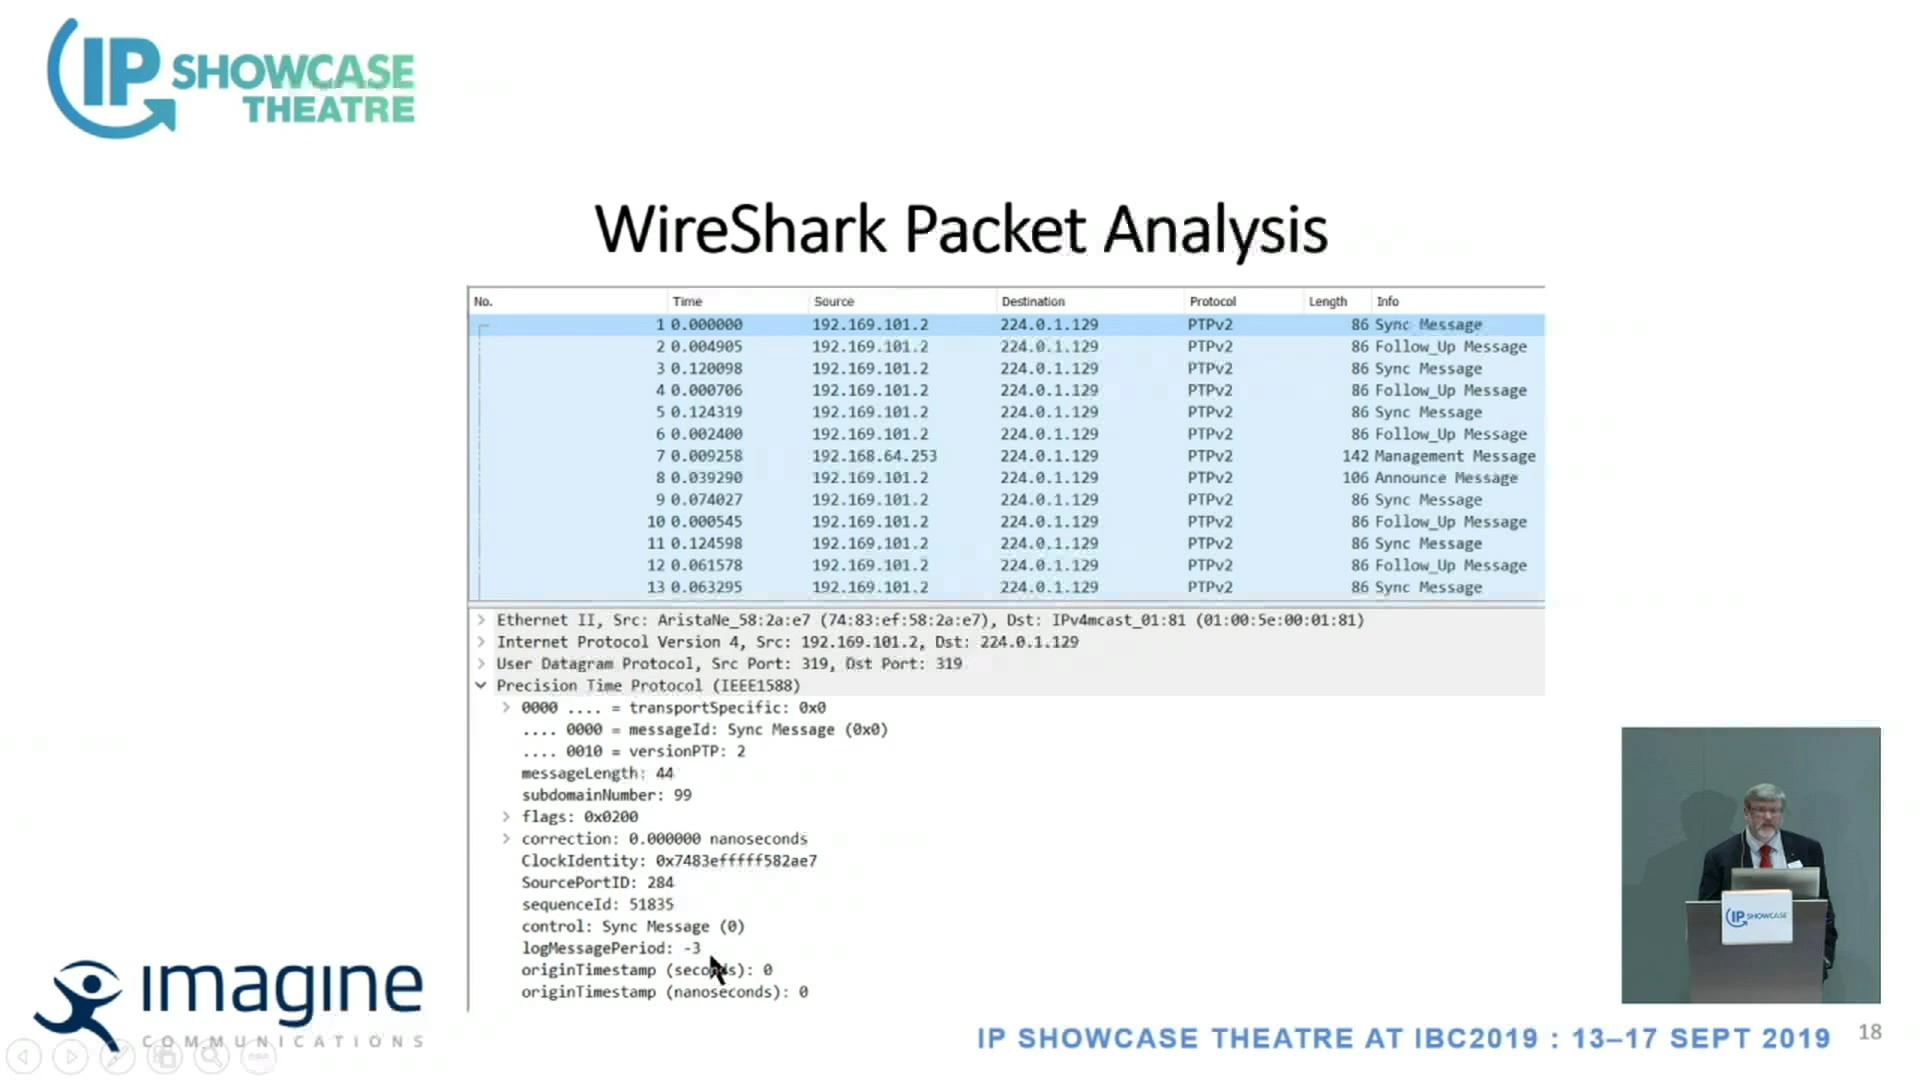 IP SHOWCASE
THEATRE
WireShark Packet Analysis
No. Time Source Destination Protocol Length Info
1 0.000000 192.169.101.2 224.0.1.129 PTPv2 86 Sync Message
2 0.004905 192.169.101.2 224.0.1.129 PTPv2 86 Follow_Up Message
3 0.120098 192.169.101.2 224.0.1.129 PTPv2 86 Sync Message
4 0.000706 192.169.101.2 224.0.1.129 PTPv2 86 Follow_Up Message
5 0.124319 192.169.101.2 224.0.1.129 PTPv2 86 Sync Message
6 0.002400 192.169.101.2 224.0.1.129 PTPv2 86 Follow_Up Message
7 0.009258 192.168.64.253 224.0.1.129 PTPv2 142 Management Message
8 0.039290 192.169.101.2 224.0.1.129 PTPv2 106 Announce Message
9 0.074027 192.169.101.2 224.0.1.129 PTPv2 86 Sync Message
10 0.000545 192.169.101.2 224.0.1.129 PTPv2 86 Follow_Up Message
11 0.124598 192.169.101.2 224.0.1.129 PTPv2 86 Sync Message
12 0.061578 192.169.101.2 224.0.1.129 PTPv2 86 Follow_Up Message
13 0.063295 192.169.101.2 224.0.1.129 PTPv2 86 Sync Message
Ethernet II, Src: AristaNe_58:2a:e7 (74:83:ef:58:2a:e7), Dst: IPv4mcast_01:81 (01:00:5e:00:01:81)
Internet Protocol Version 4, Src: 192.169.101.2, Dst: 224.0.1.129
User Datagram Protocol, Src Port: 319, Dst Port: 319
Precision Time Protocol (IEEE1588)
0000 .... = transportSpecific: 0x0
.... 0000 = messageId: Sync Message (0x0)
.... 0010 = versionPTP: 2
messageLength: 44
subdomainNumber: 99
flags: 0x0200
correction: 0.000000 nanoseconds
ClockIdentity: 0x7483efffff582ae7
SourcePortID: 284
sequenceId: 51835
control: Sync Message (0)
logMessagePeriod: -3
originTimestamp (seconds): 0
originTimestamp (nanoseconds): 0
IP SHOWCASE
imagine
COMMUNICATIONS
IP SHOWCASE THEATRE AT IBC2019 : 13–17 SEPT 2019 18